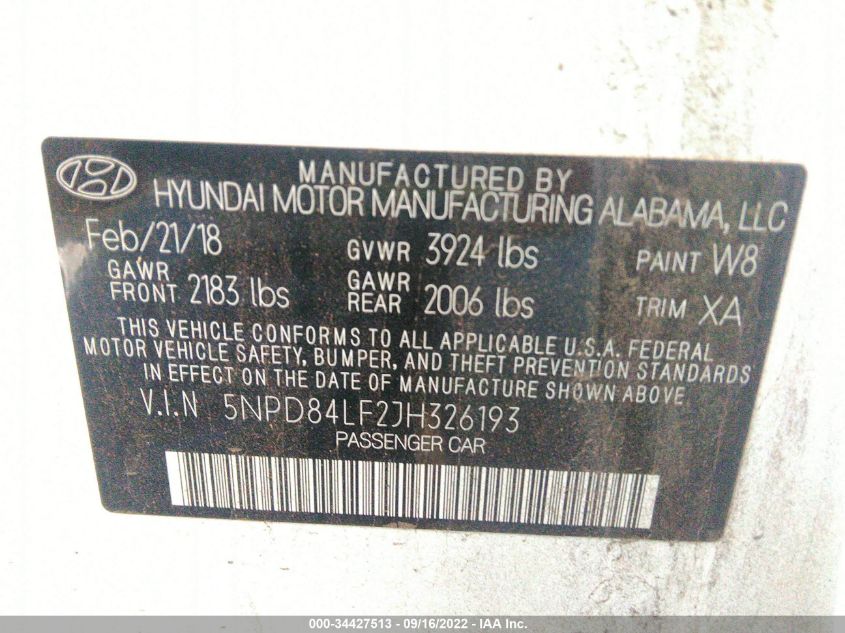 MANUFACTURED BY
HYUNDAI MOTOR MANUFACTURING ALABAMA, LLC
Feb/21/18 GVWR 3924 lbs PAINT W8
GAWR FRONT 2183 lbs GAWR REAR 2006 lbs TRIM XA
THIS VEHICLE CONFORMS TO ALL APPLICABLE U.S.A. FEDERAL
MOTOR VEHICLE SAFETY, BUMPER, AND THEFT PREVENTION STANDARDS
IN EFFECT ON THE DATE OF MANUFACTURE SHOWN ABOVE.
V.I.N 5NPD84LF2JH326193
PASSENGER CAR
000-34427513 - 09/16/2022 - IAA Inc.